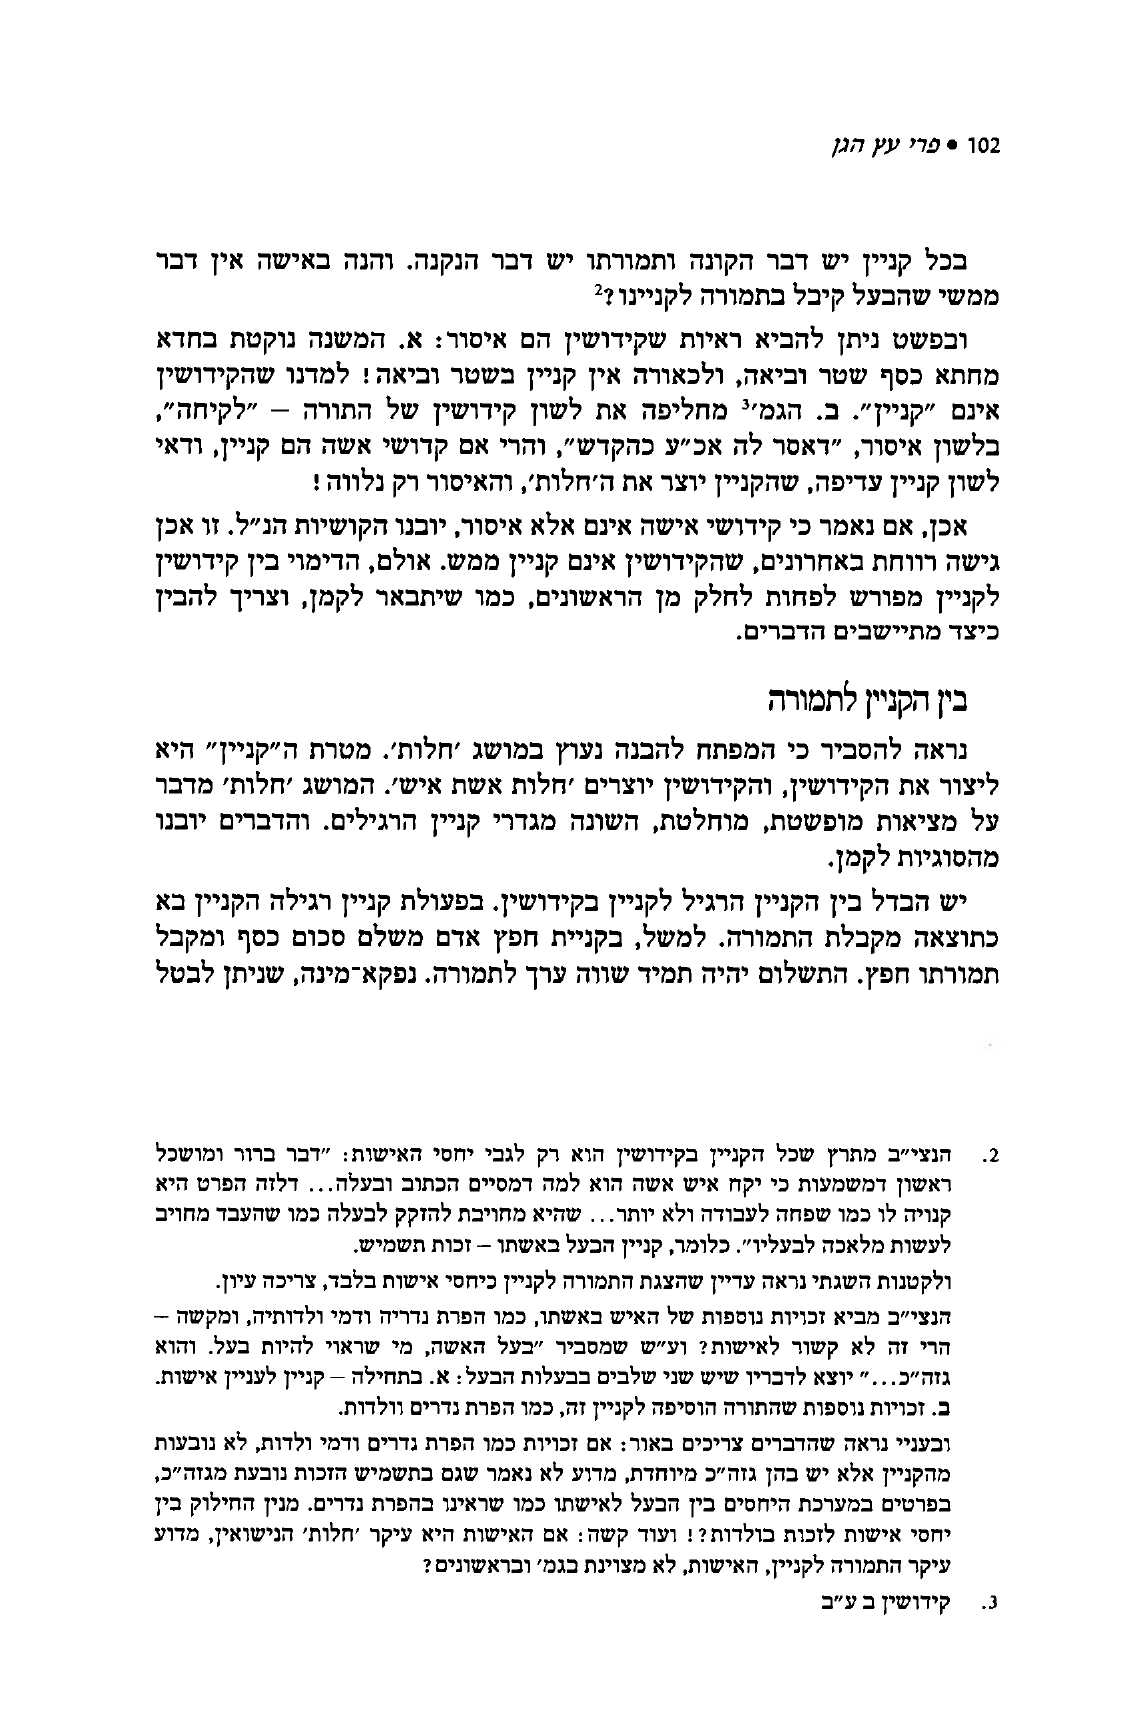 102 • פרי עץ הגן
בכל קניין יש דבר הקונה ותמורתו יש דבר הנקנה. והנה באישה אין דבר
ממשי שהבעל קיבל בתמורה לקניינו?2
ובפשט ניתן להביא ראיות שקידושין הם איסור: א. המשנה נוקטת בחדא
מחתא כסף שטר וביאה, ולכאורה אין קניין בשטר וביאה! למדנו שהקידושין
אינם "קניין". ב. הגמ'3 מחליפה את לשון קידושין של התורה – "לקיחה",
בלשון איסור, "דאסר לה אכ"ע כהקדש", והרי אם קדושי אשה הם קניין, ודאי
לשון קניין עדיפה, שהקניין יוצר את ה'חלות', והאיסור רק נלווה!
אכן, אם נאמר כי קידושי אישה אינם אלא איסור, יובנו הקושיות הנ"ל. זו אכן
גישה רווחת באחרונים, שהקידושין אינם קניין ממש. אולם, הדימוי בין קידושין
לקניין מפורש לפחות לחלק מן הראשונים, כמו שיתבאר לקמן, וצריך להבין
כיצד מתיישבים הדברים.
בין הקניין לתמורה
נראה להסביר כי המפתח להבנה נעוץ במושג 'חלות'. מטרת ה"קניין" היא
ליצור את הקידושין, והקידושין יוצרים 'חלות אשת איש'. המושג 'חלות' מדבר
על מציאות מופשטת, מוחלטת, השונה מגדרי קניין הרגילים. והדברים יובנו
מהסוגיות לקמן.
יש הבדל בין הקניין הרגיל לקניין בקידושין. בפעולת קניין רגילה הקניין בא
כתוצאה מקבלת התמורה. למשל, בקניית חפץ אדם משלם סכום כסף ומקבל
תמורתו חפץ. התשלום יהיה תמיד שווה ערך לתמורה. נפקא־מינה, שניתן לבטל
2. הנצי"ב מתרץ שכל הקניין בקידושין הוא רק לגבי יחסי האישות: "דבר ברור ומושכל
ראשון דמשמעות כי יקח איש אשה הוא למה דמסיים הכתוב ובעלה... דלזה הפרט היא
קנויה לו כמו שפחה לעבודה ולא יותר... שהיא מחויבת להזקק לבעלה כמו שהעבד מחויב
לעשות מלאכה לבעליו". כלומר, קניין הבעל באשתו – זכות תשמיש.
ולקטנות השגתי נראה עדיין שהצגת התמורה לקניין כיחסי אישות בלבד, צריכה עיון.
הנצי"ב מביא זכויות נוספות של האיש באשתו, כמו הפרת נדריה ודמי ולדותיה, ומקשה –
הרי זה לא קשור לאישות? וע"ש שמסביר "בעל האשה, מי שראוי להיות בעל. והוא
גזה"כ..." יוצא לדבריו שיש שני שלבים בבעלות הבעל: א. בתחילה – קניין לעניין אישות.
ב. זכויות נוספות שהתורה הוסיפה לקניין זה, כמו הפרת נדרים וולדות.
ובעניי נראה שהדברים צריכים באור: אם זכויות כמו הפרת נדרים ודמי ולדות, לא נובעות
מהקניין אלא יש בהן גזה"כ מיוחדת, מדוע לא נאמר שגם בתשמיש הזכות נובעת מגזה"כ,
בפרטים במערכת היחסים בין הבעל לאישתו כמו שראינו בהפרת נדרים. מנין החילוק בין
יחסי אישות לזכות בולדות?! ועוד קשה: אם האישות היא עיקר 'חלות' הנישואין, מדוע
עיקר התמורה לקניין, האישות, לא מצוינת בגמ' ובראשונים?
3. קידושין ב ע"ב